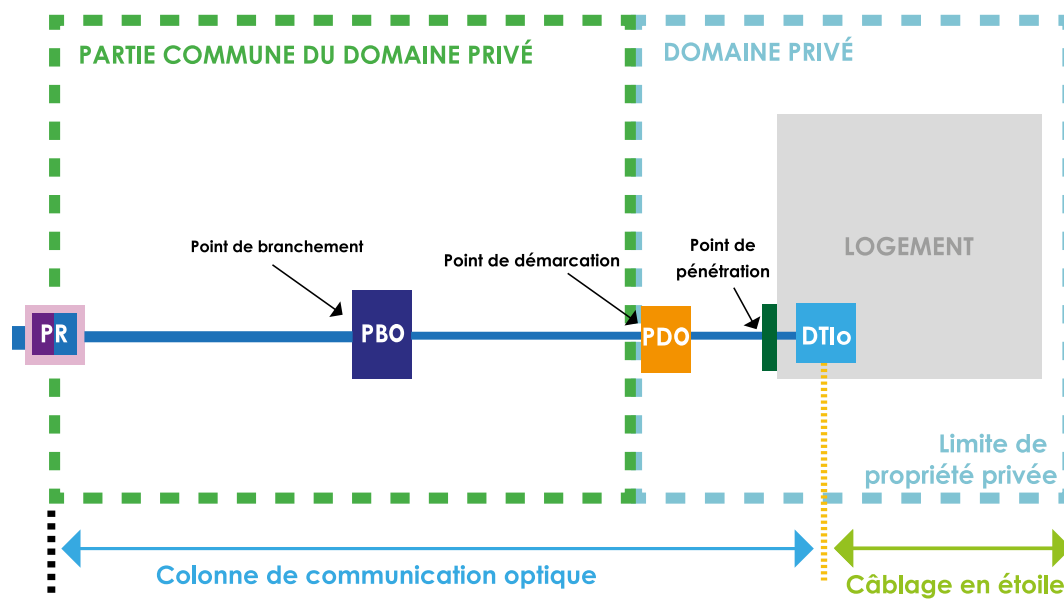 PARTIE COMMUNE DU DOMAINE PRIVÉ
DOMAINE PRIVÉ
Point de branchement
Point de démarcation
Point de
pénétration
LOGEMENT
PR
PBO
PDO
DTIo
Limite de
propriété privée
Colonne de communication optique
Câblage en étoile